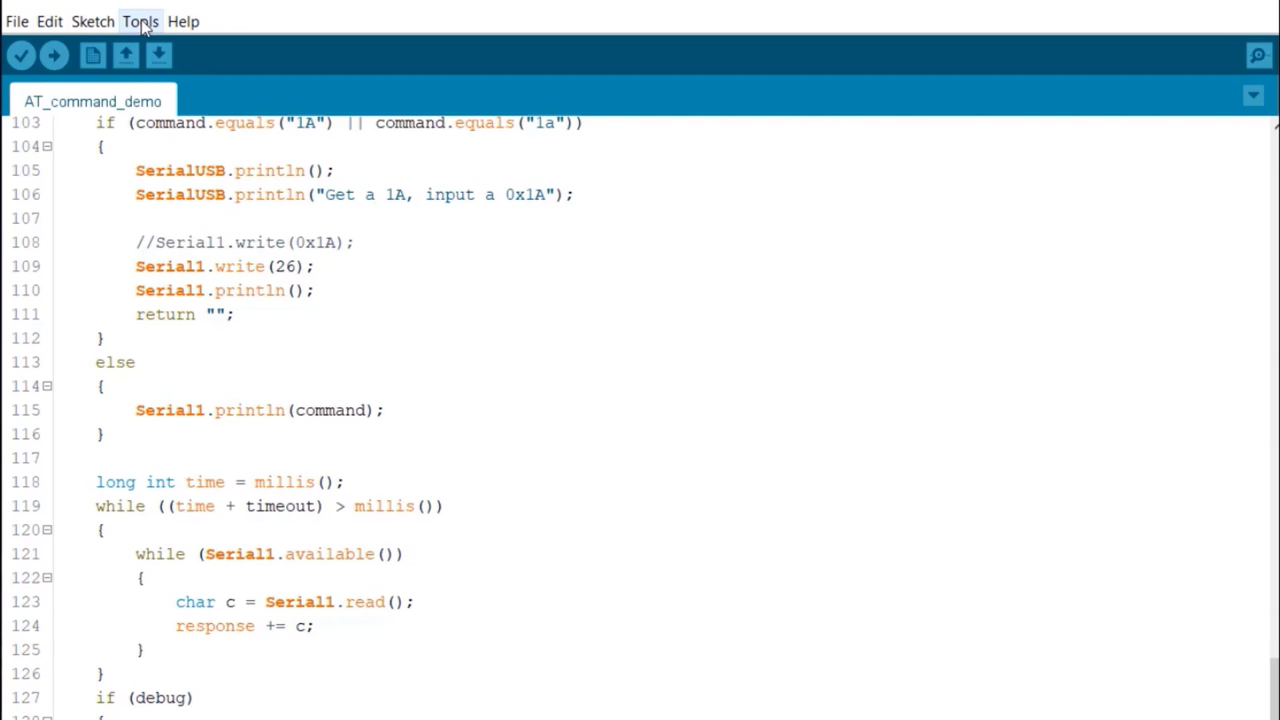 File Edit Sketch Tools Help
AT_command_demo
103 if (command.equals("1A") || command.equals("1a"))
104 {
105 SerialUSB.println();
106 SerialUSB.println("Get a 1A, input a 0x1A");
107
108 //Serial1.write(0x1A);
109 Serial1.write(26);
110 Serial1.println();
111 return "";
112 }
113 else
114 {
115 Serial1.println(command);
116 }
117
118 long int time = millis();
119 while ((time + timeout) > millis())
120 {
121 while (Serial1.available())
122 {
123 char c = Serial1.read();
124 response += c;
125 }
126 }
127 if (debug)
128 {